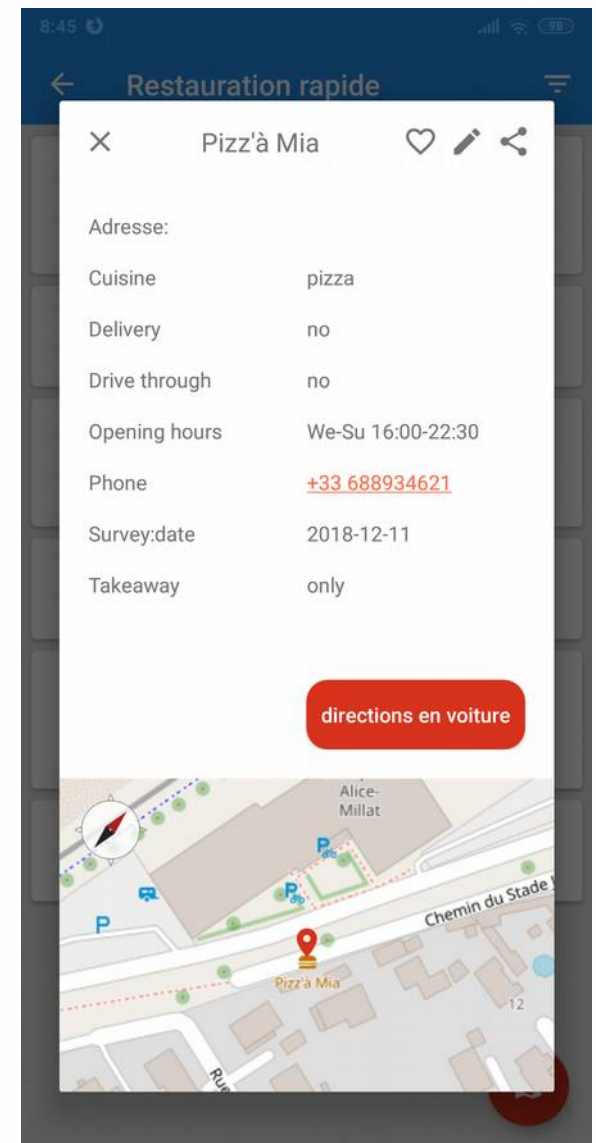 8:45
98
Restauration rapide
Pizz'à Mia
Adresse:
Cuisine pizza
Delivery no
Drive through no
Opening hours We-Su 16:00-22:30
Phone +33 688934621
Survey:date 2018-12-11
Takeaway only
directions en voiture
Alice-
Millat
P
P
P
Chemin du Stade
Pizz'à Mia
12
Rue